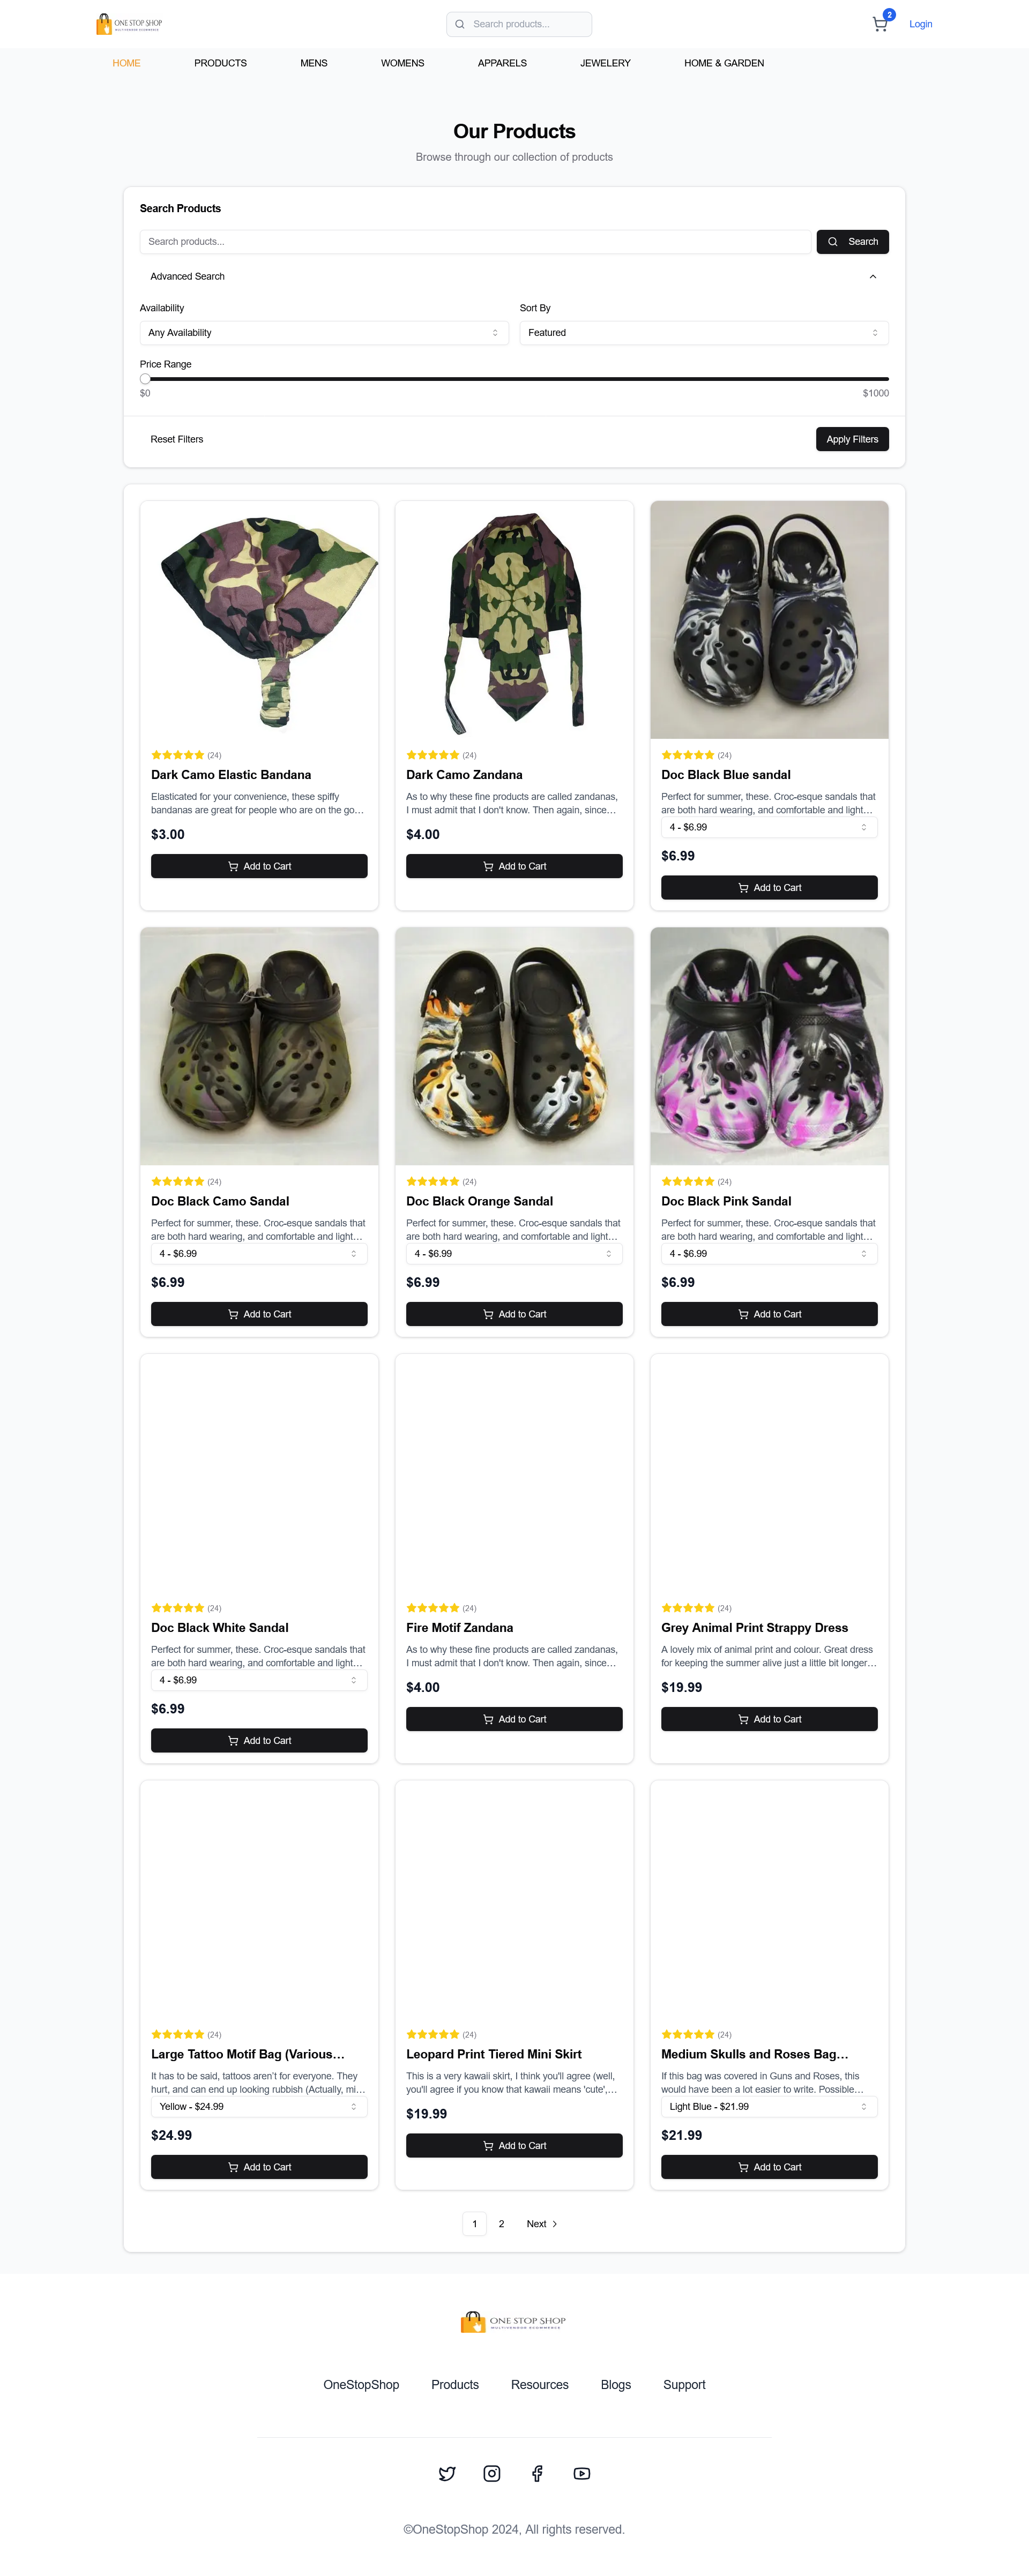 ONE STOP SHOP
MULTIVENDOR ECOMMERCE
Search products...
2
Login
HOME
PRODUCTS
MENS
WOMENS
APPARELS
JEWELERY
HOME & GARDEN
Our Products
Browse through our collection of products
Search Products
Search products...
Search
Advanced Search
Availability
Sort By
Any Availability
Featured
Price Range
$0
$1000
Reset Filters
Apply Filters
(24)
Dark Camo Elastic Bandana
Elasticated for your convenience, these spiffy
bandanas are great for people who are on the go…
$3.00
Add to Cart
(24)
Dark Camo Zandana
As to why these fine products are called zandanas,
I must admit that I don't know. Then again, since…
$4.00
Add to Cart
(24)
Doc Black Blue sandal
Perfect for summer, these. Croc-esque sandals that
are both hard wearing, and comfortable and light…
4 - $6.99
$6.99
Add to Cart
(24)
Doc Black Camo Sandal
Perfect for summer, these. Croc-esque sandals that
are both hard wearing, and comfortable and light…
4 - $6.99
$6.99
Add to Cart
(24)
Doc Black Orange Sandal
Perfect for summer, these. Croc-esque sandals that
are both hard wearing, and comfortable and light…
4 - $6.99
$6.99
Add to Cart
(24)
Doc Black Pink Sandal
Perfect for summer, these. Croc-esque sandals that
are both hard wearing, and comfortable and light…
4 - $6.99
$6.99
Add to Cart
(24)
Doc Black White Sandal
Perfect for summer, these. Croc-esque sandals that
are both hard wearing, and comfortable and light…
4 - $6.99
$6.99
Add to Cart
(24)
Fire Motif Zandana
As to why these fine products are called zandanas,
I must admit that I don't know. Then again, since…
$4.00
Add to Cart
(24)
Grey Animal Print Strappy Dress
A lovely mix of animal print and colour. Great dress
for keeping the summer alive just a little bit longer…
$19.99
Add to Cart
(24)
Large Tattoo Motif Bag (Various…
It has to be said, tattoos aren't for everyone. They
hurt, and can end up looking rubbish (Actually, mi…
Yellow - $24.99
$24.99
Add to Cart
(24)
Leopard Print Tiered Mini Skirt
This is a very kawaii skirt, I think you'll agree (well,
you'll agree if you know that kawaii means 'cute',…
$19.99
Add to Cart
(24)
Medium Skulls and Roses Bag…
If this bag was covered in Guns and Roses, this
would have been a lot easier to write. Possible…
Light Blue - $21.99
$21.99
Add to Cart
1
2
Next
ONE STOP SHOP
MULTIVENDOR ECOMMERCE
OneStopShop
Products
Resources
Blogs
Support
©OneStopShop 2024, All rights reserved.